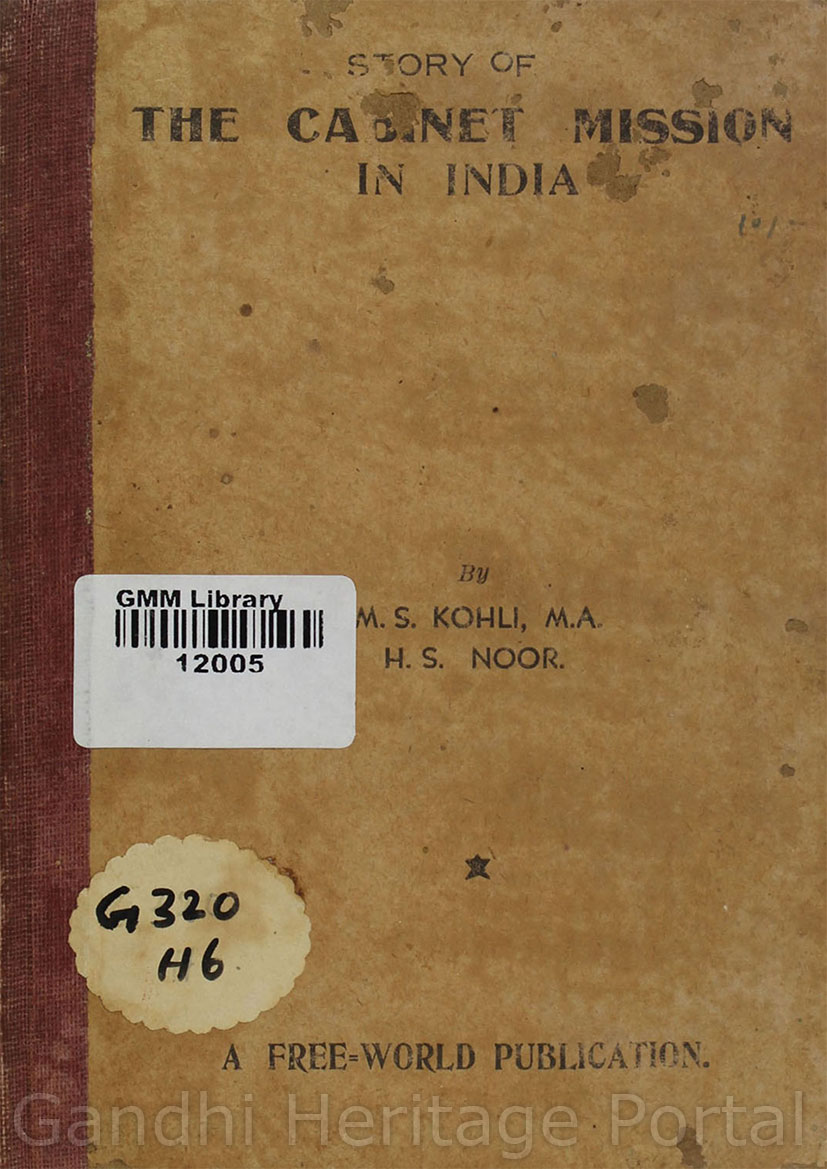 STORY OF
THE CABINET MISSION
IN INDIA
By
M. S. KOHLI, M.A.
H. S. NOOR.
GMM Library
12005
G320
H6
A FREE=WORLD PUBLICATION.
Gandhi Heritage Portal